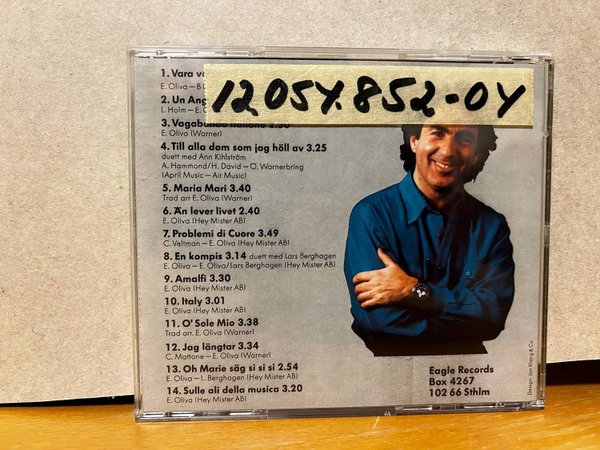 12054.852-04
1. Vara v
E. Oliva – B
2. Un Ang
L. Holm – E. O
3. Vagabundo Italiano 2.50
E. Oliva (Warner)
4. Till alla dom som jag höll av 3.25
duett med Ann Kihlström
A. Hammond/H. David – O. Warnerbring
(April Music – Air Music)
5. Maria Mari 3.40
Trad arr E. Oliva (Warner)
6. Än lever livet 2.40
E. Oliva (Hey Mister AB)
7. Problemi di Cuore 3.49
C. Veltman – E. Oliva (Hey Mister AB)
8. En kompis 3.14 duett med Lars Berghagen
E. Oliva – E. Oliva/Lars Berghagen (Hey Mister AB)
9. Amalfi 3.30
E. Oliva (Hey Mister AB)
10. Italy 3.01
E. Oliva (Hey Mister AB)
11. O' Sole Mio 3.38
Trad arr. E. Oliva (Warner)
12. Jag längtar 3.34
C. Mattone – E. Oliva (Warner)
13. Oh Marie säg si si si 2.54
E. Oliva – L. Berghagen (Hey Mister AB)
14. Sulle ali della musica 3.20
E. Oliva (Hey Mister AB)
Eagle Records
Box 4267
102 66 Sthlm